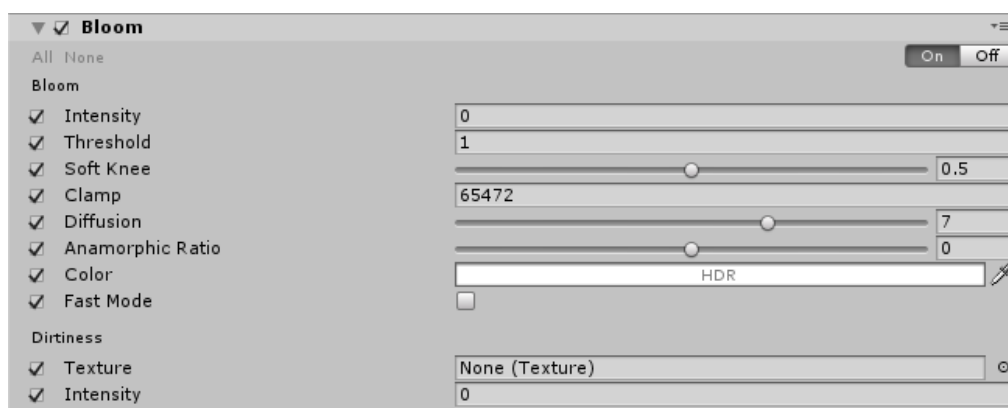 Bloom
All None On Off
Bloom
Intensity 0
Threshold 1
Soft Knee 0.5
Clamp 65472
Diffusion 7
Anamorphic Ratio 0
Color HDR
Fast Mode
Dirtiness
Texture None (Texture)
Intensity 0